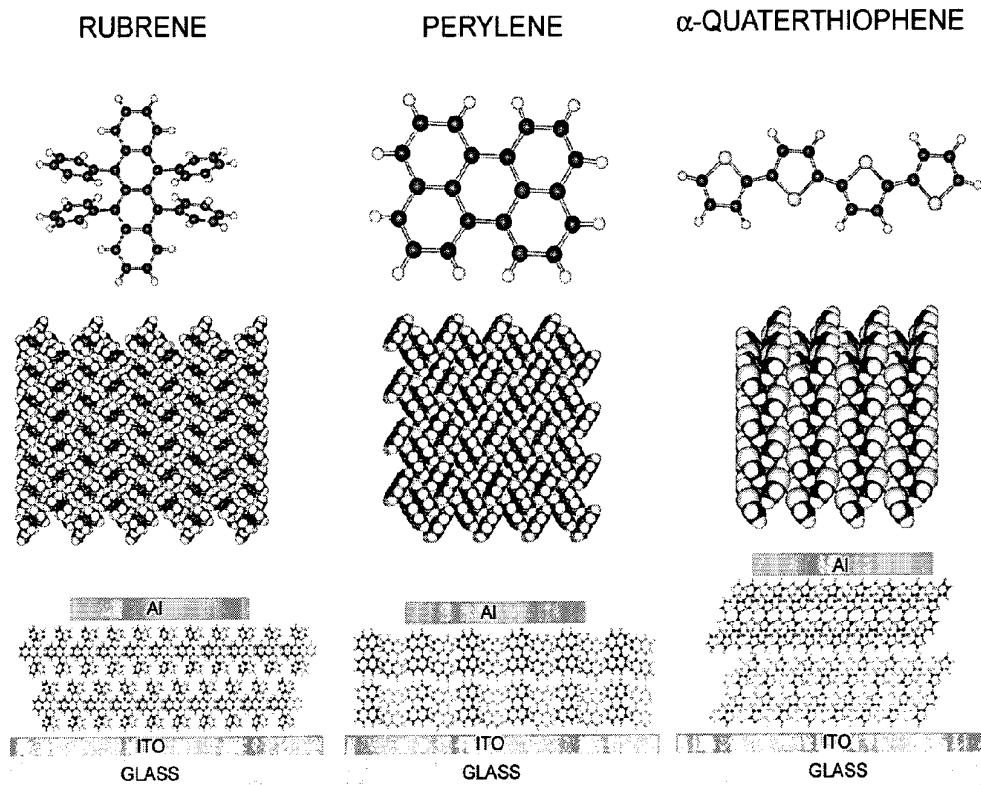 RUBRENE
PERYLENE
α-QUATERTHIOPHENE
Al
Al
Al
ITO
ITO
ITO
GLASS
GLASS
GLASS